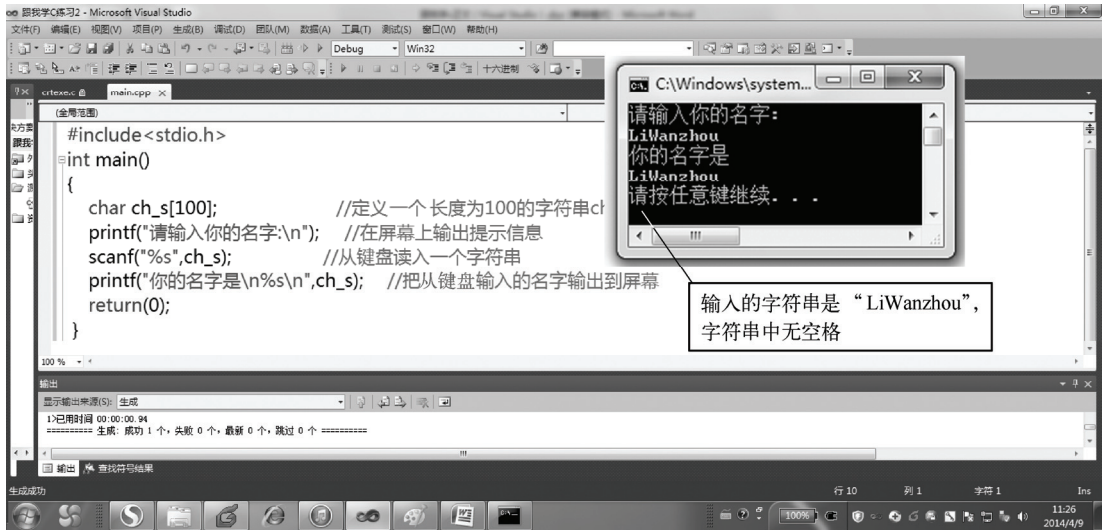 跟我学C练习2 - Microsoft Visual Studio
文件(F) 编辑(E) 视图(V) 项目(P) 生成(B) 调试(D) 团队(M) 数据(A) 工具(T) 测试(S) 窗口(W) 帮助(H)
Debug Win32
十六进制
crtexe.c main.cpp
(全局范围)
#include<stdio.h>
int main()
{
char ch_s[100]; //定义一个 长度为100的字符串ch
printf("请输入你的名字:\n"); //在屏幕上输出提示信息
scanf("%s",ch_s); //从键盘读入一个字符串
printf("你的名字是\n%s\n",ch_s); //把从键盘输入的名字输出到屏幕
return(0);
}
C:\Windows\system...
请输入你的名字:
LiWanzhou
你的名字是
LiWanzhou
请按任意键继续. . .
输入的字符串是 “LiWanzhou”,
字符串中无空格
100 %
输出
显示输出来源(S): 生成
1>已用时间 00:00:00.94
========== 生成: 成功 1 个，失败 0 个，最新 0 个，跳过 0 个 ==========
输出 查找符号结果
生成成功 行 10 列 1 字符 1 Ins
100%
11:26
2014/4/9